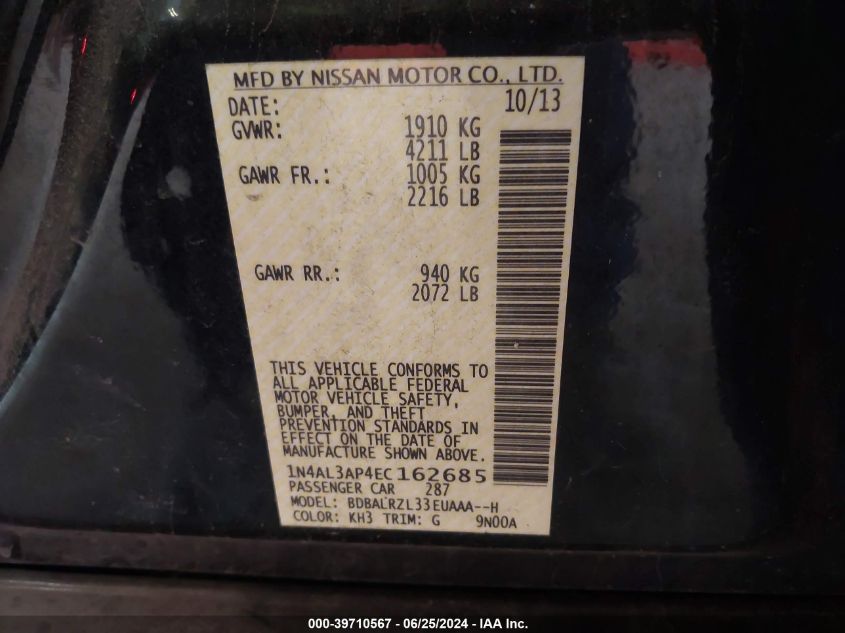 MFD BY NISSAN MOTOR CO., LTD.
DATE: 10/13
GVWR: 1910 KG
4211 LB
GAWR FR.: 1005 KG
2216 LB
GAWR RR.: 940 KG
2072 LB
THIS VEHICLE CONFORMS TO
ALL APPLICABLE FEDERAL
MOTOR VEHICLE SAFETY,
BUMPER, AND THEFT
PREVENTION STANDARDS IN
EFFECT ON THE DATE OF
MANUFACTURE SHOWN ABOVE.
1N4AL3AP4EC162685
PASSENGER CAR 287
MODEL: BDBALRZL33EUAAA--H
COLOR: KH3 TRIM: G 9N00A
000-39710567 / 06/25/2024 - IAA Inc.